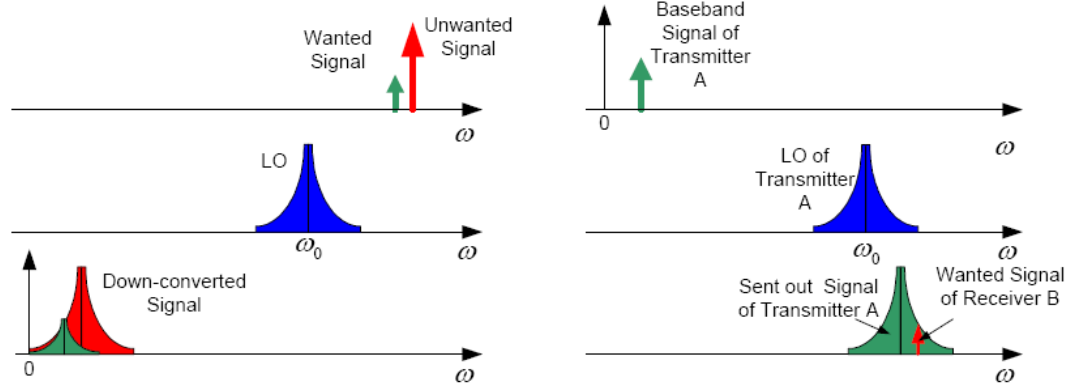 Wanted
Signal
Unwanted
Signal
ω
LO
ω0
ω
Down-converted
Signal
0
ω
Baseband
Signal of
Transmitter
A
0
ω
LO of
Transmitter
A
ω0
ω
Sent out Signal
of Transmitter A
Wanted Signal
of Receiver B
ω